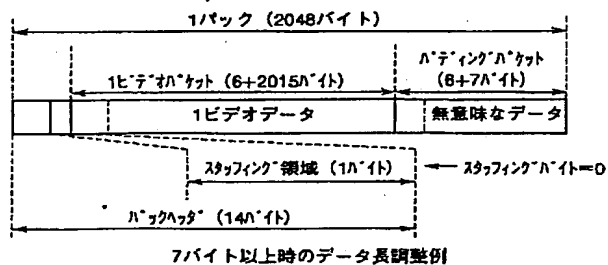 1パック (2048バイト)
パディングパケット
1ビデオパケット (6+2015バイト)
(6+7バイト)
1ビデオデータ
無意味なデータ
スタッフィング領域 (1バイト)
スタッフィングバイト=0
パックヘッダ (14バイト)
7バイト以上時のデータ長調整例